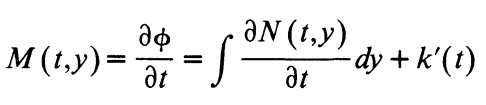 M(t,y) = ∂ϕ/∂t = ∫ ∂N(t,y)/∂t dy + k′(t)